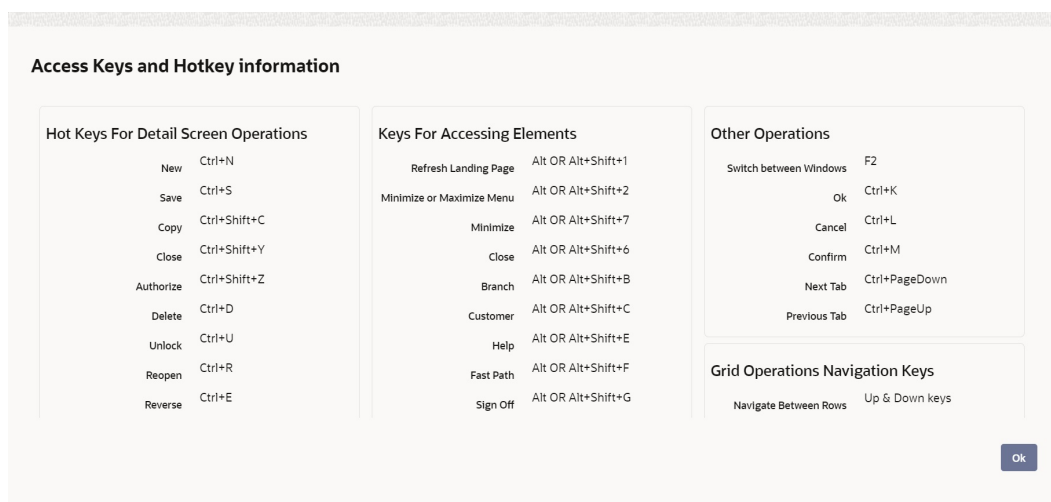 Access Keys and Hotkey information
Hot Keys For Detail Screen Operations
New Ctrl+N
Save Ctrl+S
Copy Ctrl+Shift+C
Close Ctrl+Shift+Y
Authorize Ctrl+Shift+Z
Delete Ctrl+D
Unlock Ctrl+U
Reopen Ctrl+R
Reverse Ctrl+E
Keys For Accessing Elements
Refresh Landing Page Alt OR Alt+Shift+1
Minimize or Maximize Menu Alt OR Alt+Shift+2
Minimize Alt OR Alt+Shift+7
Close Alt OR Alt+Shift+6
Branch Alt OR Alt+Shift+B
Customer Alt OR Alt+Shift+C
Help Alt OR Alt+Shift+E
Fast Path Alt OR Alt+Shift+F
Sign Off Alt OR Alt+Shift+G
Other Operations
Switch between Windows F2
Ok Ctrl+K
Cancel Ctrl+L
Confirm Ctrl+M
Next Tab Ctrl+PageDown
Previous Tab Ctrl+PageUp
Grid Operations Navigation Keys
Navigate Between Rows Up & Down keys
Ok